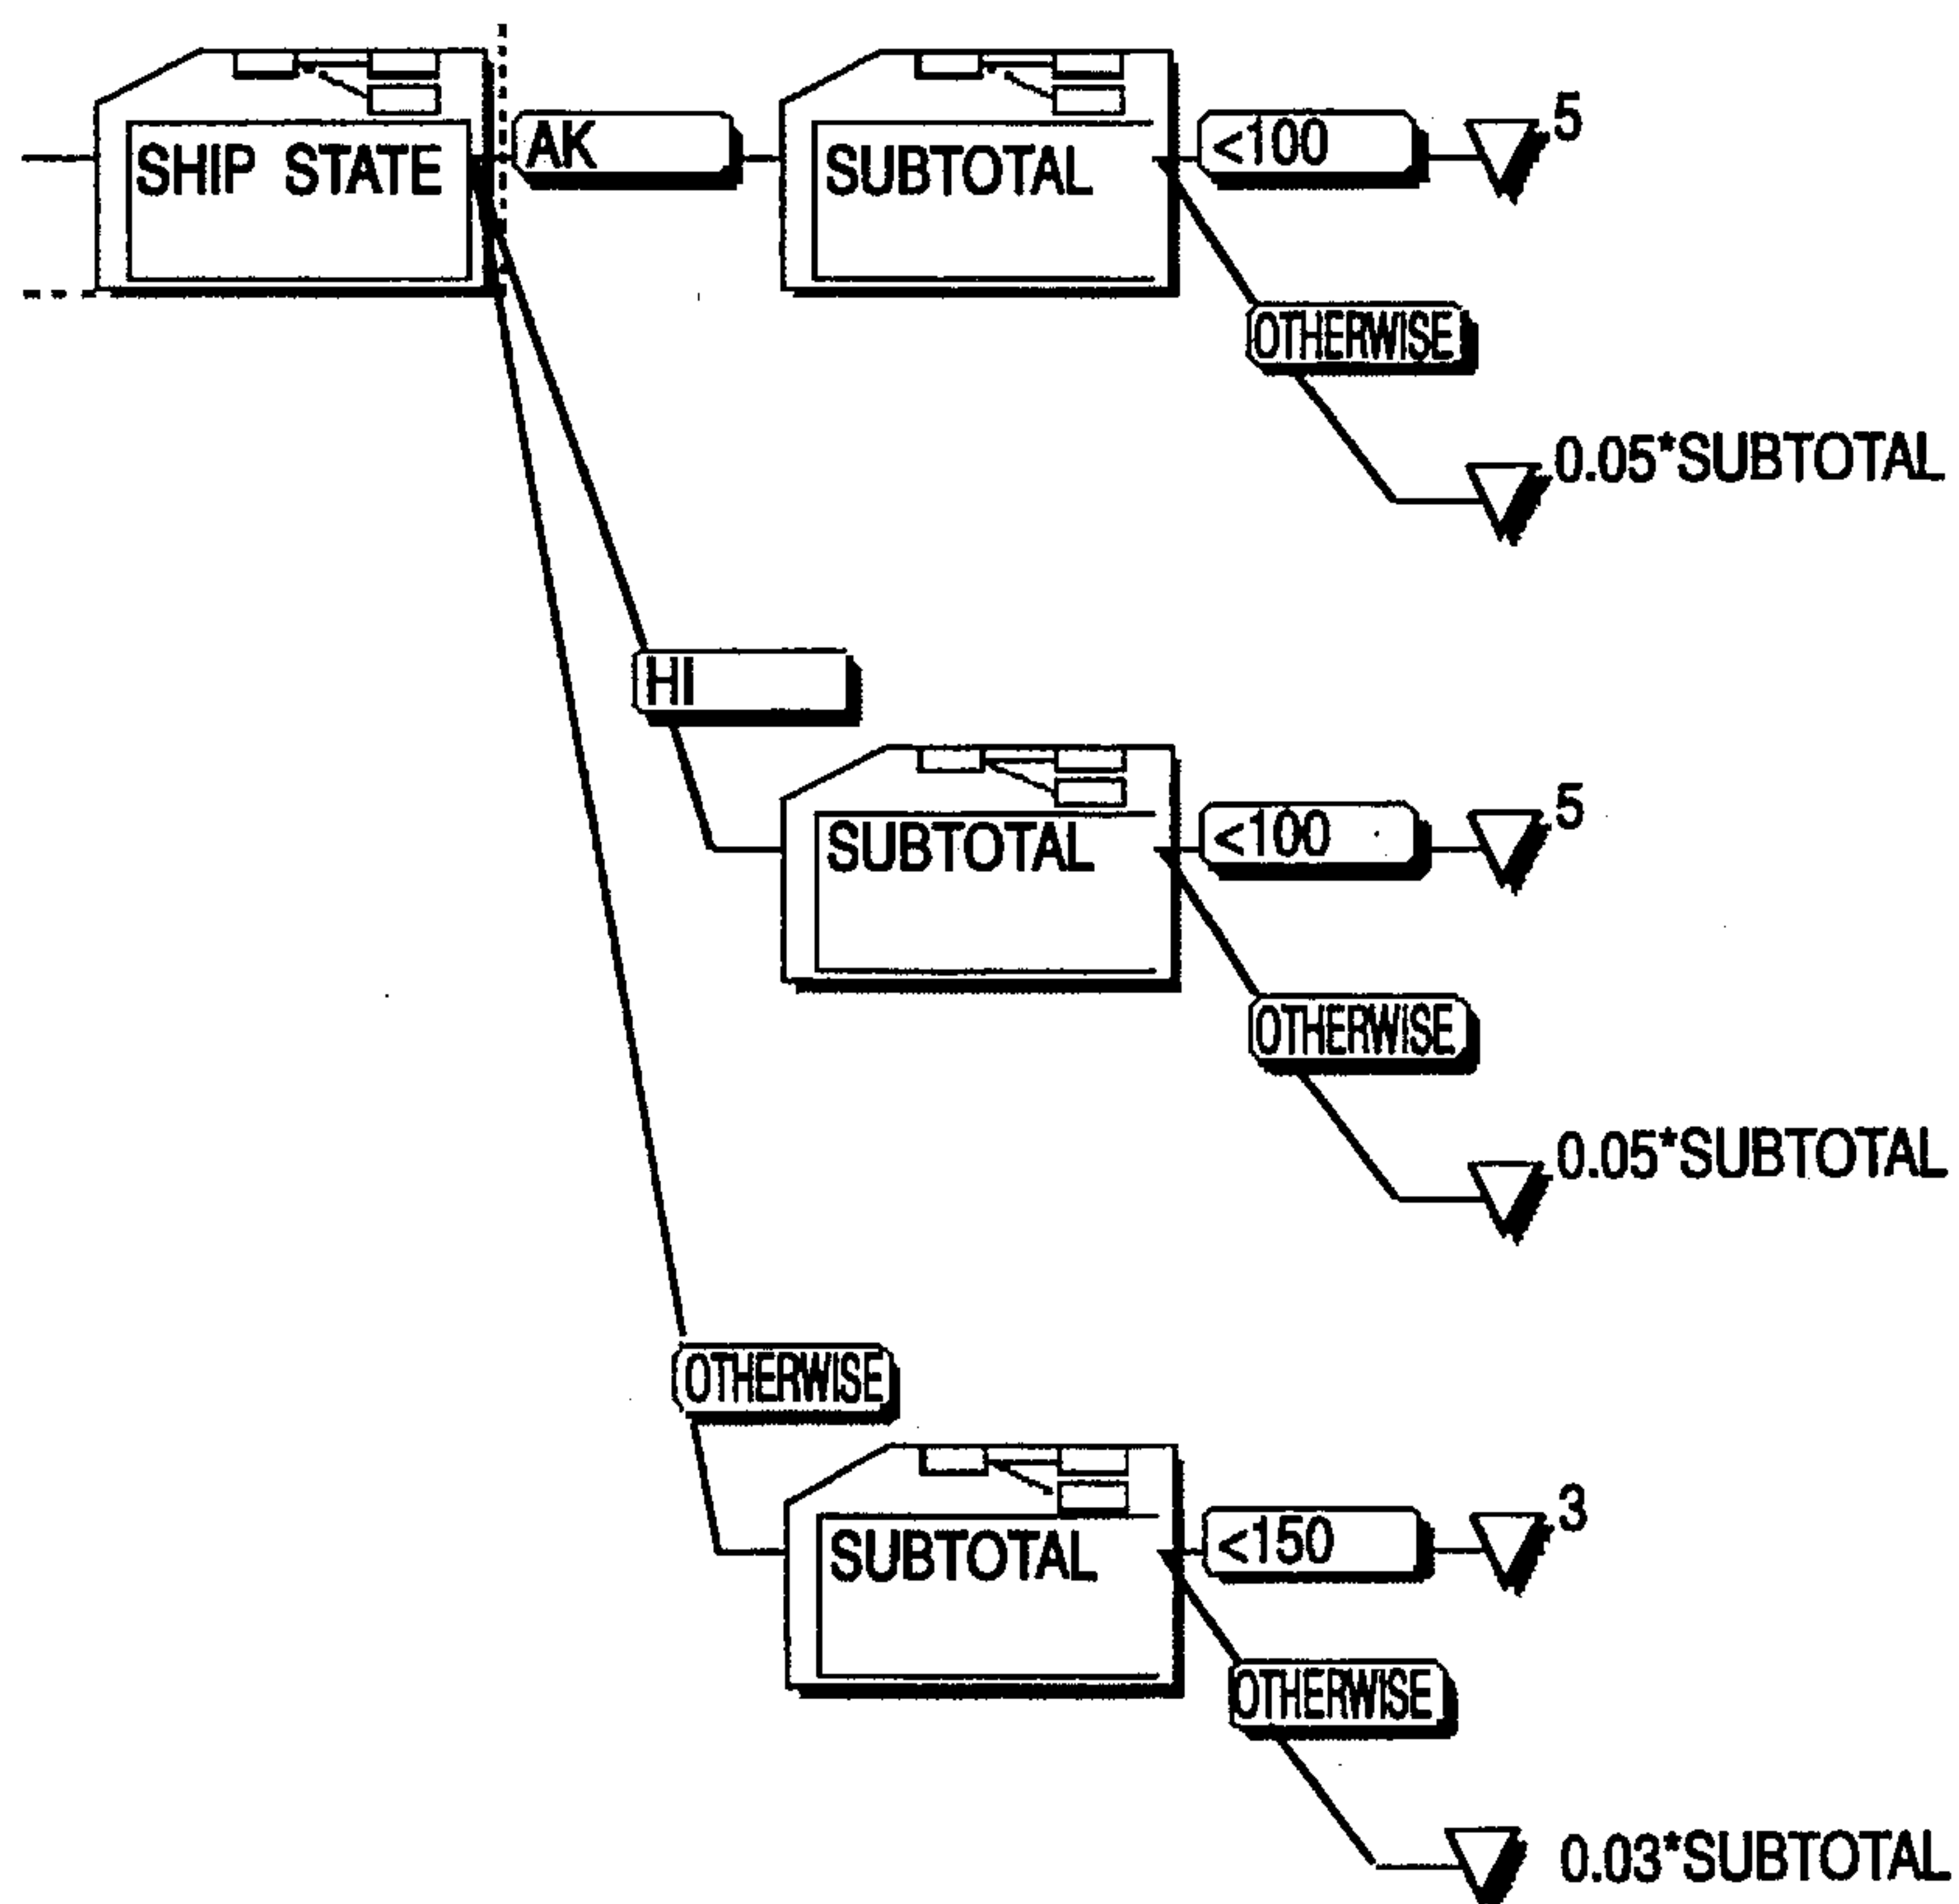 SHIP STATE
AK
SUBTOTAL
<100
5
OTHERWISE
0.05*SUBTOTAL
HI
SUBTOTAL
<100
5
OTHERWISE
0.05*SUBTOTAL
OTHERWISE
SUBTOTAL
<150
3
OTHERWISE
0.03*SUBTOTAL